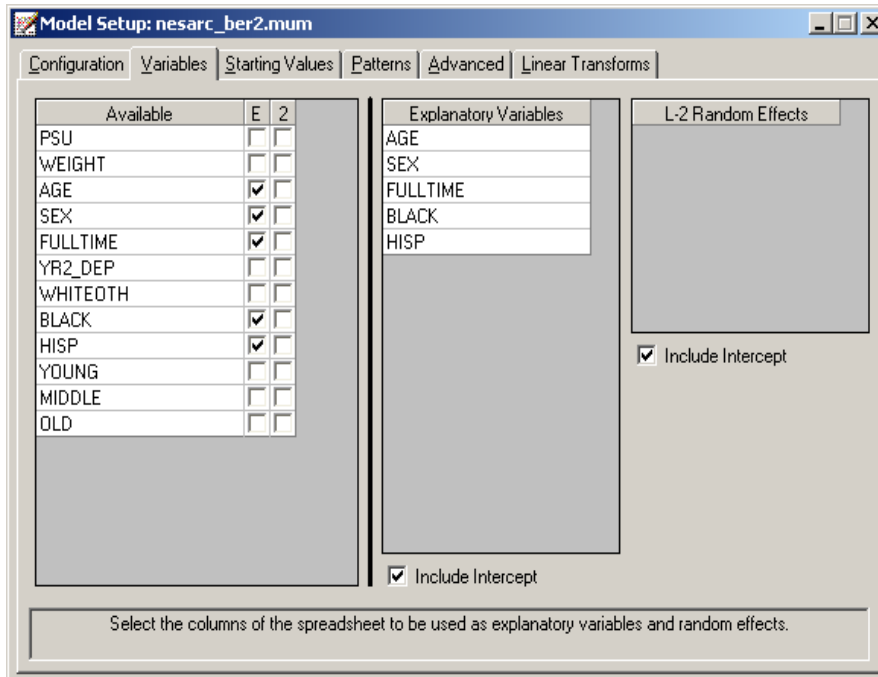 Model Setup: nesarc_ber2.mum
Configuration Variables Starting Values Patterns Advanced Linear Transforms
Available E 2
PSU
WEIGHT
AGE
SEX
FULLTIME
YR2_DEP
WHITEOTH
BLACK
HISP
YOUNG
MIDDLE
OLD
Explanatory Variables
AGE
SEX
FULLTIME
BLACK
HISP
Include Intercept
L-2 Random Effects
Include Intercept
Select the columns of the spreadsheet to be used as explanatory variables and random effects.